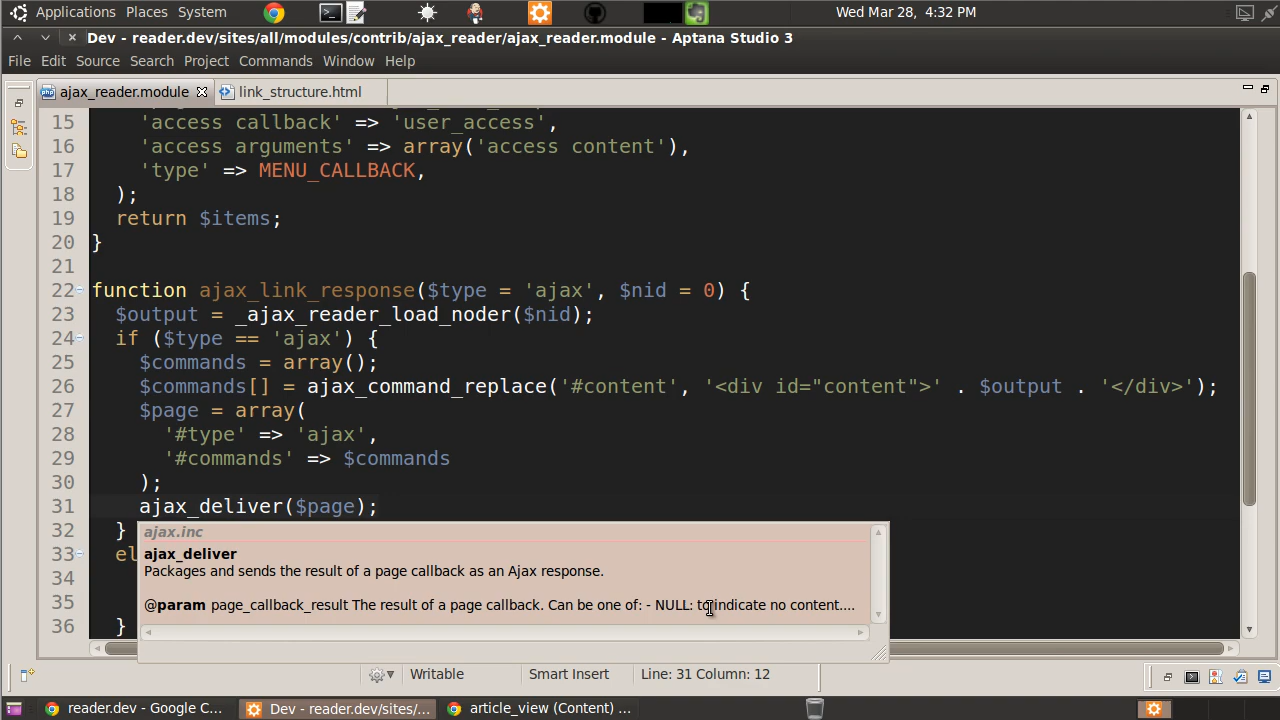 Applications Places System
Wed Mar 28, 4:32 PM
Dev - reader.dev/sites/all/modules/contrib/ajax_reader/ajax_reader.module - Aptana Studio 3
File Edit Source Search Project Commands Window Help
ajax_reader.module link_structure.html
15 'access callback' => 'user_access',
16 'access arguments' => array('access content'),
17 'type' => MENU_CALLBACK,
18 );
19 return $items;
20 }
21
22 function ajax_link_response($type = 'ajax', $nid = 0) {
23 $output = _ajax_reader_load_noder($nid);
24 if ($type == 'ajax') {
25 $commands = array();
26 $commands[] = ajax_command_replace('#content', '<div id="content">' . $output . '</div>');
27 $page = array(
28 '#type' => 'ajax',
29 '#commands' => $commands
30 );
31 ajax_deliver($page);
32 }
ajax.inc
33 el
ajax_deliver
Packages and sends the result of a page callback as an Ajax response.
34
35
@param page_callback_result The result of a page callback. Can be one of: - NULL: to indicate no content....
36 }
Writable Smart Insert Line: 31 Column: 12
reader.dev - Google C... Dev - reader.dev/sites/... article_view (Content) ...